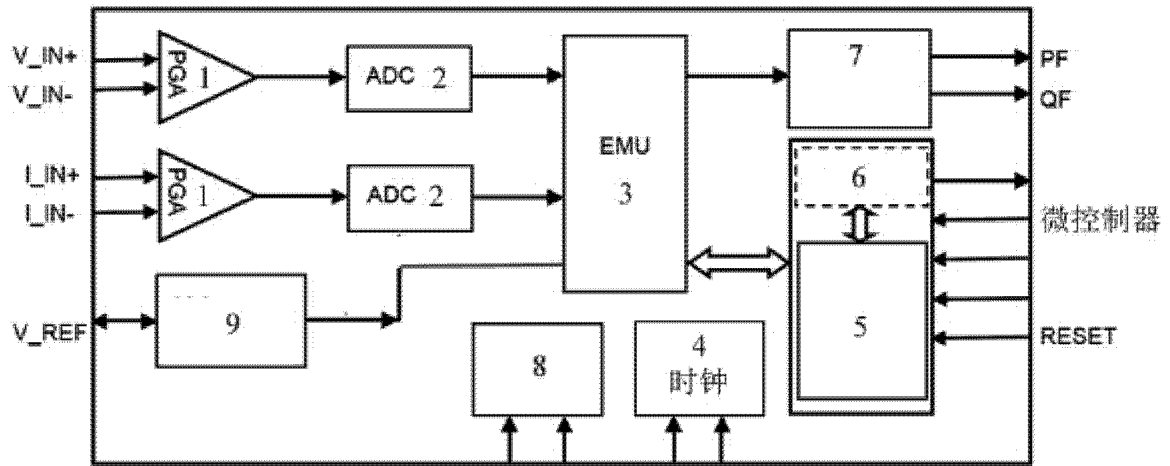 V_IN+
V_IN-
PGA 1
ADC 2
EMU
3
7
PF
QF
I_IN+
I_IN-
PGA 1
ADC 2
6
微控制器
V_REF
9
8
4
时钟
5
RESET